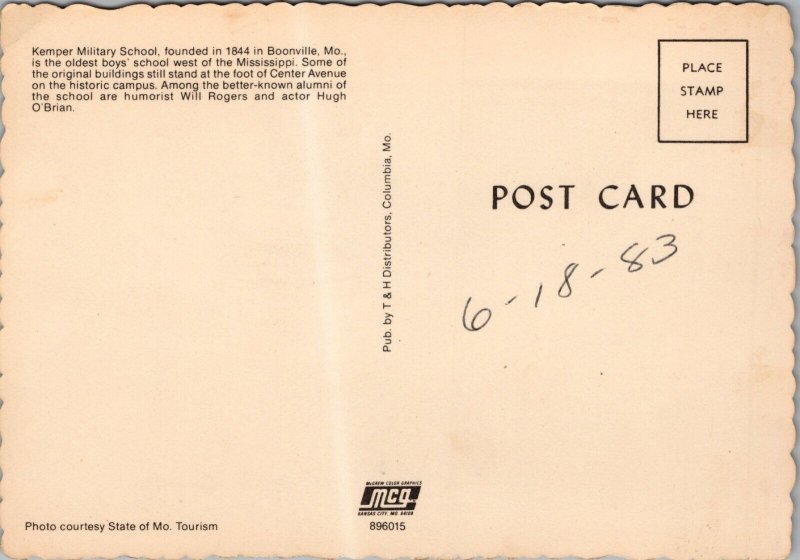 Kemper Military School, founded in 1844 in Boonville, Mo.,
is the oldest boys' school west of the Mississippi. Some of
the original buildings still stand at the foot of Center Avenue
on the historic campus. Among the better-known alumni of
the school are humorist Will Rogers and actor Hugh
O'Brian.
PLACE
STAMP
HERE
Pub. by T & H Distributors, Columbia, Mo.
POST CARD
6-18-83
McGREW COLOR GRAPHICS
mcg
KANSAS CITY, MO. 64108
896015
Photo courtesy State of Mo. Tourism